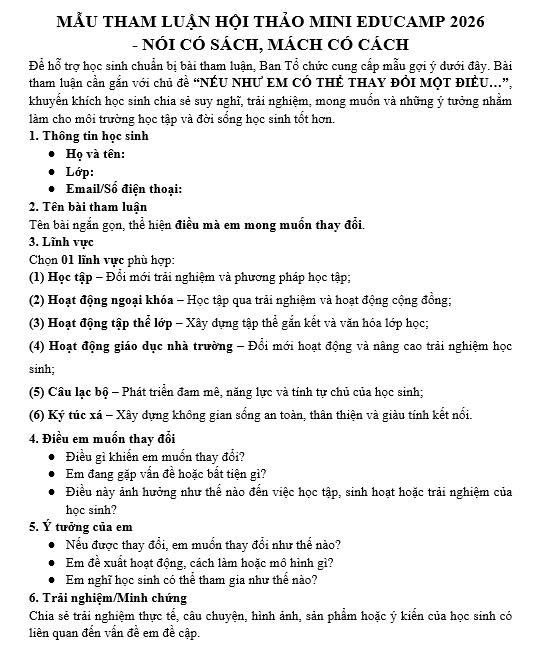 MẪU THAM LUẬN HỘI THẢO MINI EDUCAMP 2026
- NÓI CÓ SÁCH, MÁCH CÓ CÁCH
Để hỗ trợ học sinh chuẩn bị bài tham luận, Ban Tổ chức cung cấp mẫu gợi ý dưới đây. Bài
tham luận cần gắn với chủ đề “NẾU NHƯ EM CÓ THỂ THAY ĐỔI MỘT ĐIỀU…”,
khuyến khích học sinh chia sẻ suy nghĩ, trải nghiệm, mong muốn và những ý tưởng nhằm
làm cho môi trường học tập và đời sống học sinh tốt hơn.
1. Thông tin học sinh
● Họ và tên:
● Lớp:
● Email/Số điện thoại:
2. Tên bài tham luận
Tên bài ngắn gọn, thể hiện điều mà em mong muốn thay đổi.
3. Lĩnh vực
Chọn 01 lĩnh vực phù hợp:
(1) Học tập – Đổi mới trải nghiệm và phương pháp học tập;
(2) Hoạt động ngoại khóa – Học tập qua trải nghiệm và hoạt động cộng đồng;
(3) Hoạt động tập thể lớp – Xây dựng tập thể gắn kết và văn hóa lớp học;
(4) Hoạt động giáo dục nhà trường – Đổi mới hoạt động và nâng cao trải nghiệm học
sinh;
(5) Câu lạc bộ – Phát triển đam mê, năng lực và tính tự chủ của học sinh;
(6) Ký túc xá – Xây dựng không gian sống an toàn, thân thiện và giàu tính kết nối.
4. Điều em muốn thay đổi
● Điều gì khiến em muốn thay đổi?
● Em đang gặp vấn đề hoặc bất tiện gì?
● Điều này ảnh hưởng như thế nào đến việc học tập, sinh hoạt hoặc trải nghiệm của
học sinh?
5. Ý tưởng của em
● Nếu được thay đổi, em muốn thay đổi như thế nào?
● Em đề xuất hoạt động, cách làm hoặc mô hình gì?
● Em nghĩ học sinh có thể tham gia như thế nào?
6. Trải nghiệm/Minh chứng
Chia sẻ trải nghiệm thực tế, câu chuyện, hình ảnh, sản phẩm hoặc ý kiến của học sinh có
liên quan đến vấn đề em đề cập.